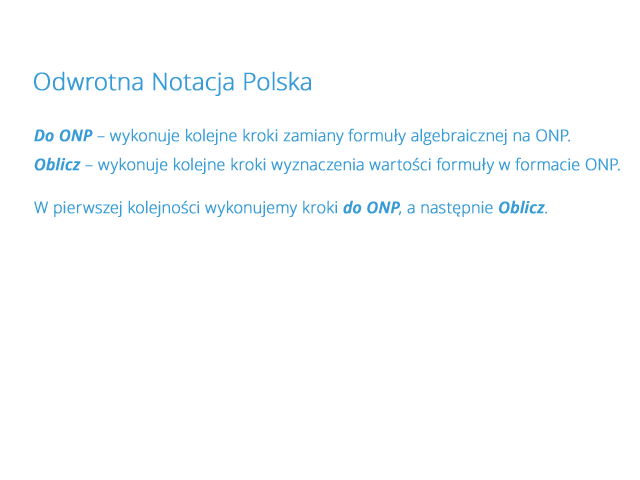 Odwrotna Notacja Polska
Do ONP – wykonuje kolejne kroki zamiany formuły algebraicznej na ONP.
Oblicz – wykonuje kolejne kroki wyznaczenia wartości formuły w formacie ONP.
W pierwszej kolejności wykonujemy kroki do ONP, a następnie Oblicz.